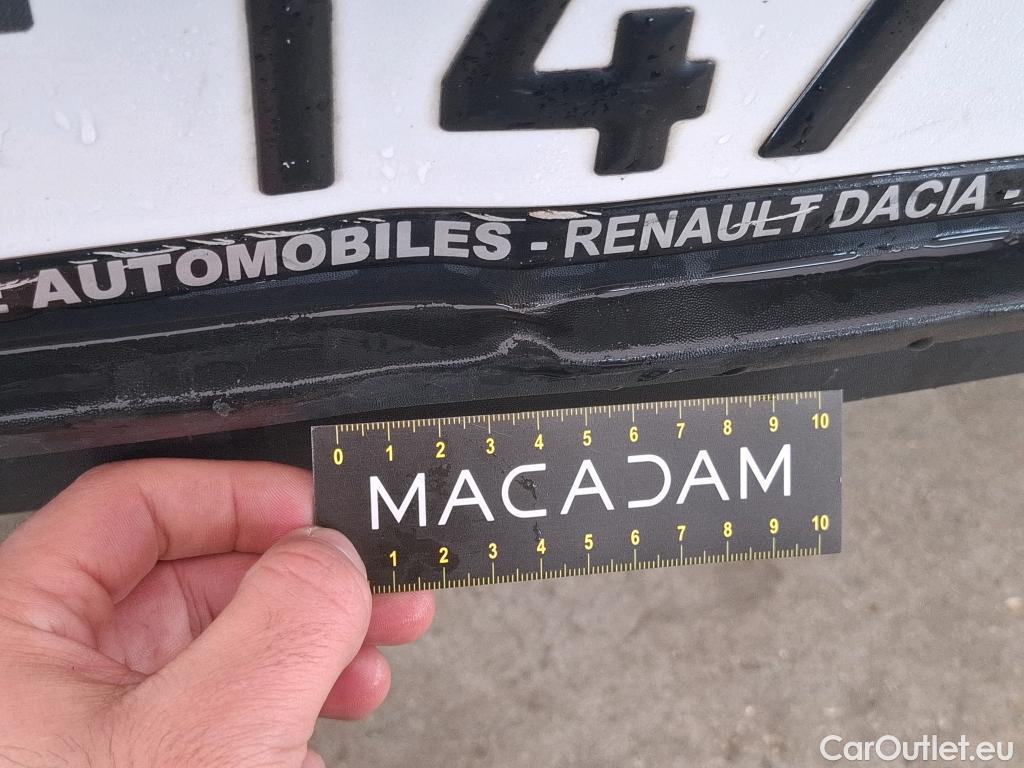 147
AUTOMOBILES - RENAULT DACIA -
0 1 2 3 4 5 6 7 8 9 10
MACADAM
1 2 3 4 5 6 7 8 9 10
CarOutlet.eu